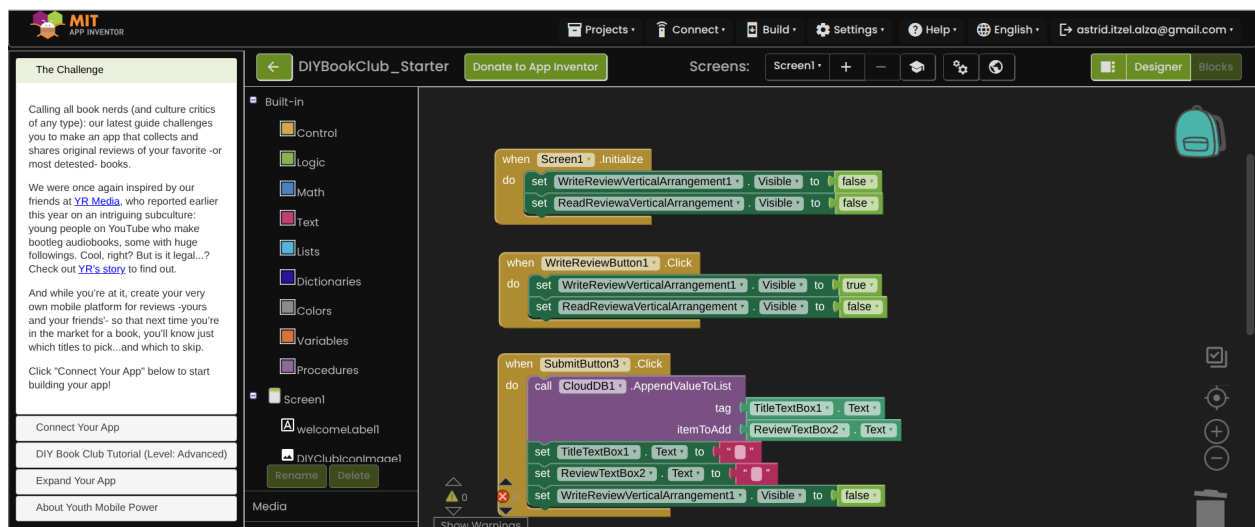 MIT
APP INVENTOR
Projects
Connect
Build
Settings
Help
English
astrid.itzel.alza@gmail.com
The Challenge
Calling all book nerds (and culture critics
of any type): our latest guide challenges
you to make an app that collects and
shares original reviews of your favorite -or
most detested- books.
We were once again inspired by our
friends at YR Media, who reported earlier
this year on an intriguing subculture:
young people on YouTube who make
bootleg audiobooks, some with huge
followings. Cool, right? But is it legal...?
Check out YR's story to find out.
And while you're at it, create your very
own mobile platform for reviews -yours
and your friends'- so that next time you're
in the market for a book, you'll know just
which titles to pick...and which to skip.
Click "Connect Your App" below to start
building your app!
Connect Your App
DIY Book Club Tutorial (Level: Advanced)
Expand Your App
About Youth Mobile Power
DIYBookClub_Starter
Donate to App Inventor
Screens:
Screen1
Designer
Blocks
Built-in
Control
Logic
Math
Text
Lists
Dictionaries
Colors
Variables
Procedures
Screen1
welcomeLabel1
DIYClubIconImage1
Rename
Delete
Media
when Screen1 .Initialize
do set WriteReviewVerticalArrangement1 . Visible to false
set ReadReviewaVerticalArrangement . Visible to false
when WriteReviewButton1 .Click
do set WriteReviewVerticalArrangement1 . Visible to true
set ReadReviewaVerticalArrangement . Visible to false
when SubmitButton3 .Click
do call CloudDB1 .AppendValueToList
tag TitleTextBox1 . Text
itemToAdd ReviewTextBox2 . Text
set TitleTextBox1 . Text to " "
set ReviewTextBox2 . Text to " "
set WriteReviewVerticalArrangement1 . Visible to false
0
Show Warnings